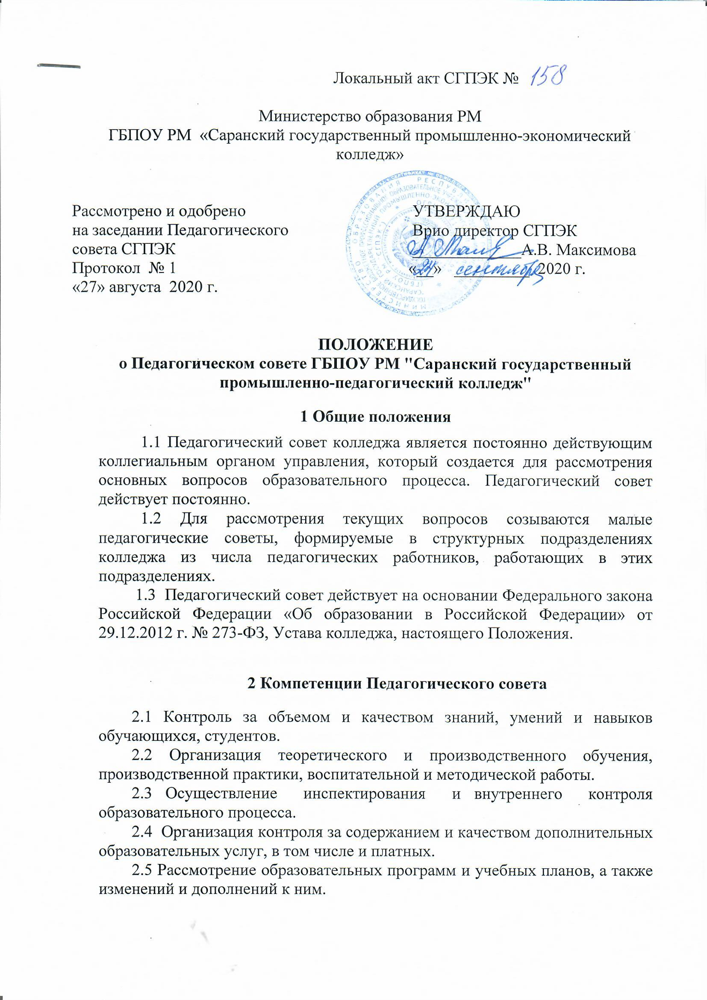 Локальный акт СГПЭК № 158
Министерство образования РМ
ГБПОУ РМ «Саранский государственный промышленно-экономический
колледж»
Рассмотрено и одобрено
на заседании Педагогического
совета СГПЭК
Протокол № 1
«27» августа 2020 г.
УТВЕРЖДАЮ
Врио директор СГПЭК
А.В. Максимова
«24» сентября 2020 г.
ПОЛОЖЕНИЕ
о Педагогическом совете ГБПОУ РМ "Саранский государственный
промышленно-педагогический колледж"
1 Общие положения
1.1 Педагогический совет колледжа является постоянно действующим
коллегиальным органом управления, который создается для рассмотрения
основных вопросов образовательного процесса. Педагогический совет
действует постоянно.
1.2 Для рассмотрения текущих вопросов созываются малые
педагогические советы, формируемые в структурных подразделениях
колледжа из числа педагогических работников, работающих в этих
подразделениях.
1.3 Педагогический совет действует на основании Федерального закона
Российской Федерации «Об образовании в Российской Федерации» от
29.12.2012 г. № 273-ФЗ, Устава колледжа, настоящего Положения.
2 Компетенции Педагогического совета
2.1 Контроль за объемом и качеством знаний, умений и навыков
обучающихся, студентов.
2.2 Организация теоретического и производственного обучения,
производственной практики, воспитательной и методической работы.
2.3 Осуществление инспектирования и внутреннего контроля
образовательного процесса.
2.4 Организация контроля за содержанием и качеством дополнительных
образовательных услуг, в том числе и платных.
2.5 Рассмотрение образовательных программ и учебных планов, а также
изменений и дополнений к ним.